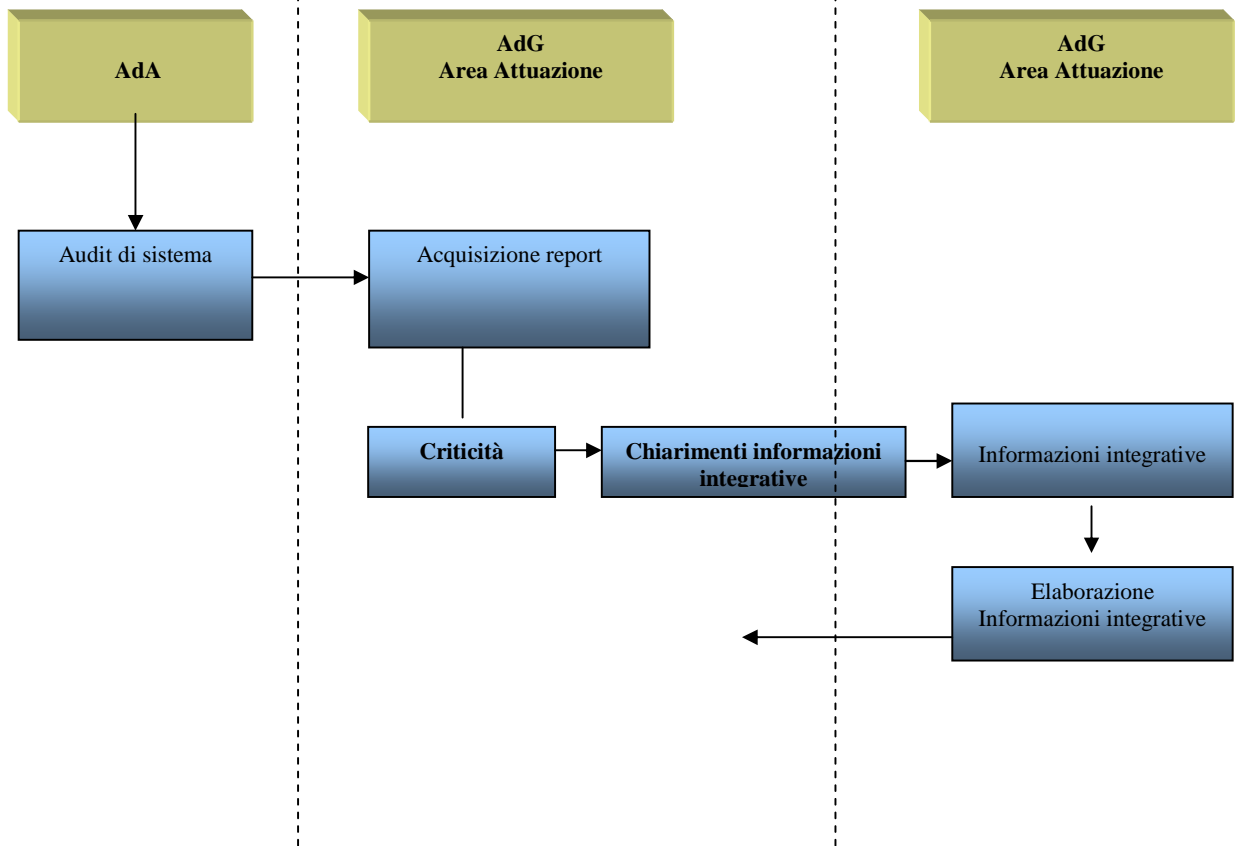 AdA
AdG
Area Attuazione
AdG
Area Attuazione
Audit di sistema
Acquisizione report
Criticità
Chiarimenti informazioni
integrative
Informazioni integrative
Elaborazione
Informazioni integrative